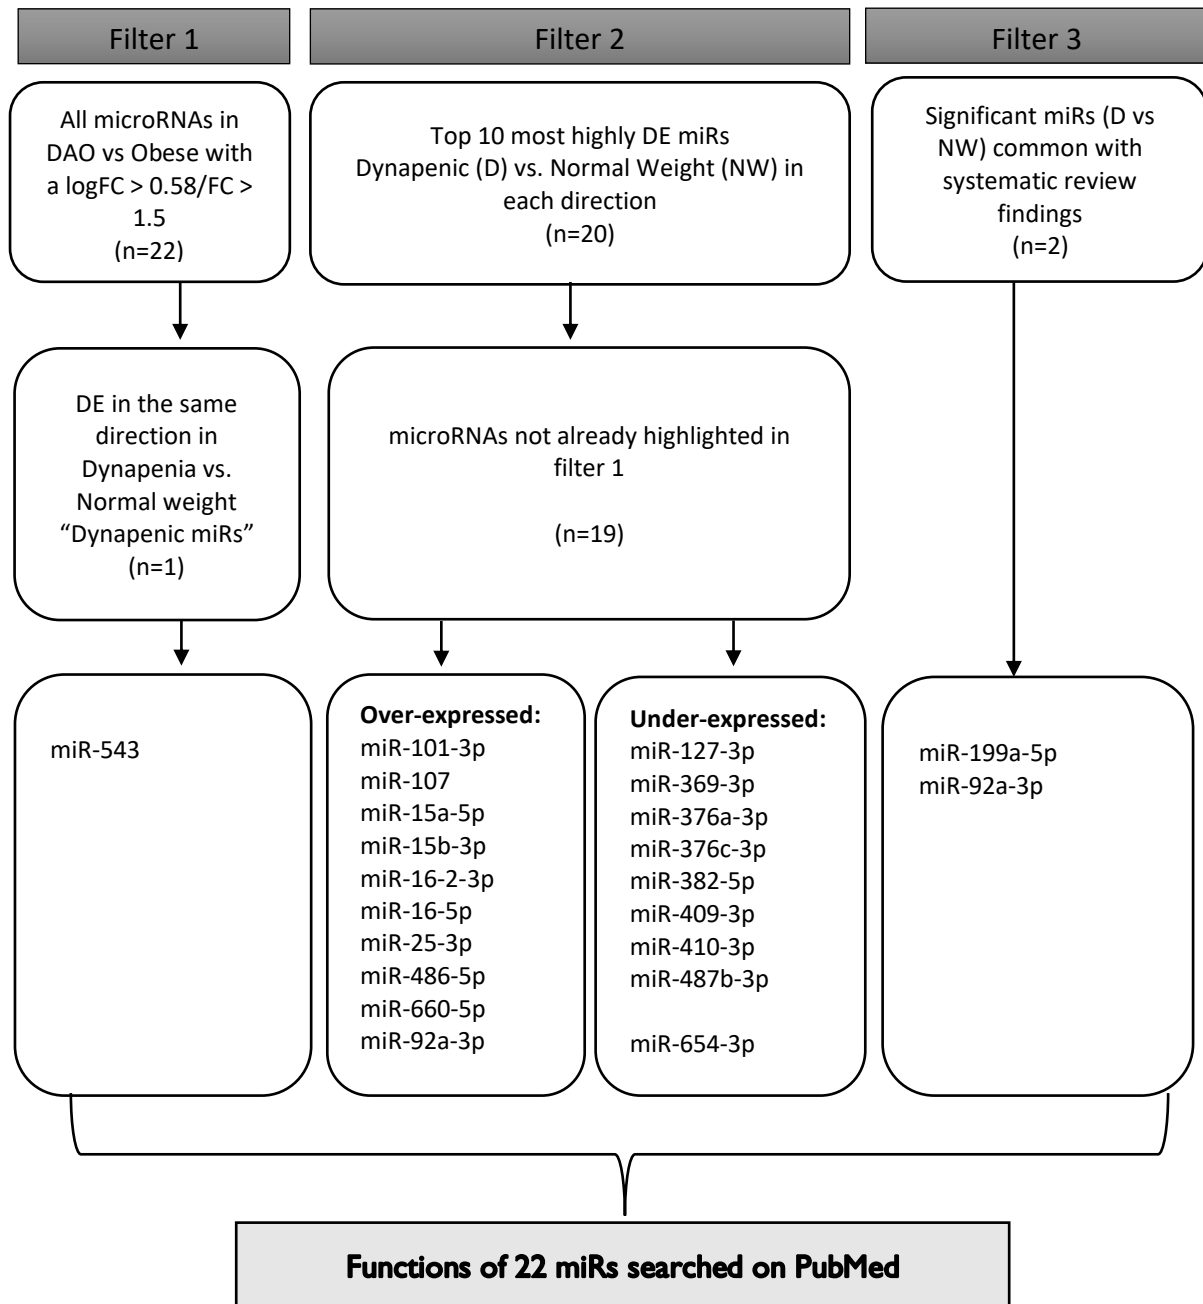 Filter 1
Filter 2
Filter 3
All microRNAs in
DAO vs Obese with
a logFC > 0.58/FC >
1.5
(n=22)
Top 10 most highly DE miRs
Dynapenic (D) vs. Normal Weight (NW) in
each direction
(n=20)
Significant miRs (D vs
NW) common with
systematic review
findings
(n=2)
DE in the same
direction in
Dynapenia vs.
Normal weight
“Dynapenic miRs”
(n=1)
microRNAs not already highlighted in
filter 1
(n=19)
miR-543
Over-expressed:
miR-101-3p
miR-107
miR-15a-5p
miR-15b-3p
miR-16-2-3p
miR-16-5p
miR-25-3p
miR-486-5p
miR-660-5p
miR-92a-3p
Under-expressed:
miR-127-3p
miR-369-3p
miR-376a-3p
miR-376c-3p
miR-382-5p
miR-409-3p
miR-410-3p
miR-487b-3p
miR-654-3p
miR-199a-5p
miR-92a-3p
Functions of 22 miRs searched on PubMed